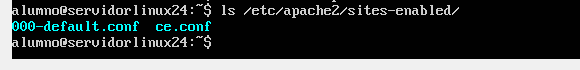 alumno@servidorlinux24:~$ ls /etc/apache2/sites-enabled/
000-default.conf  ce.conf
alumno@servidorlinux24:~$